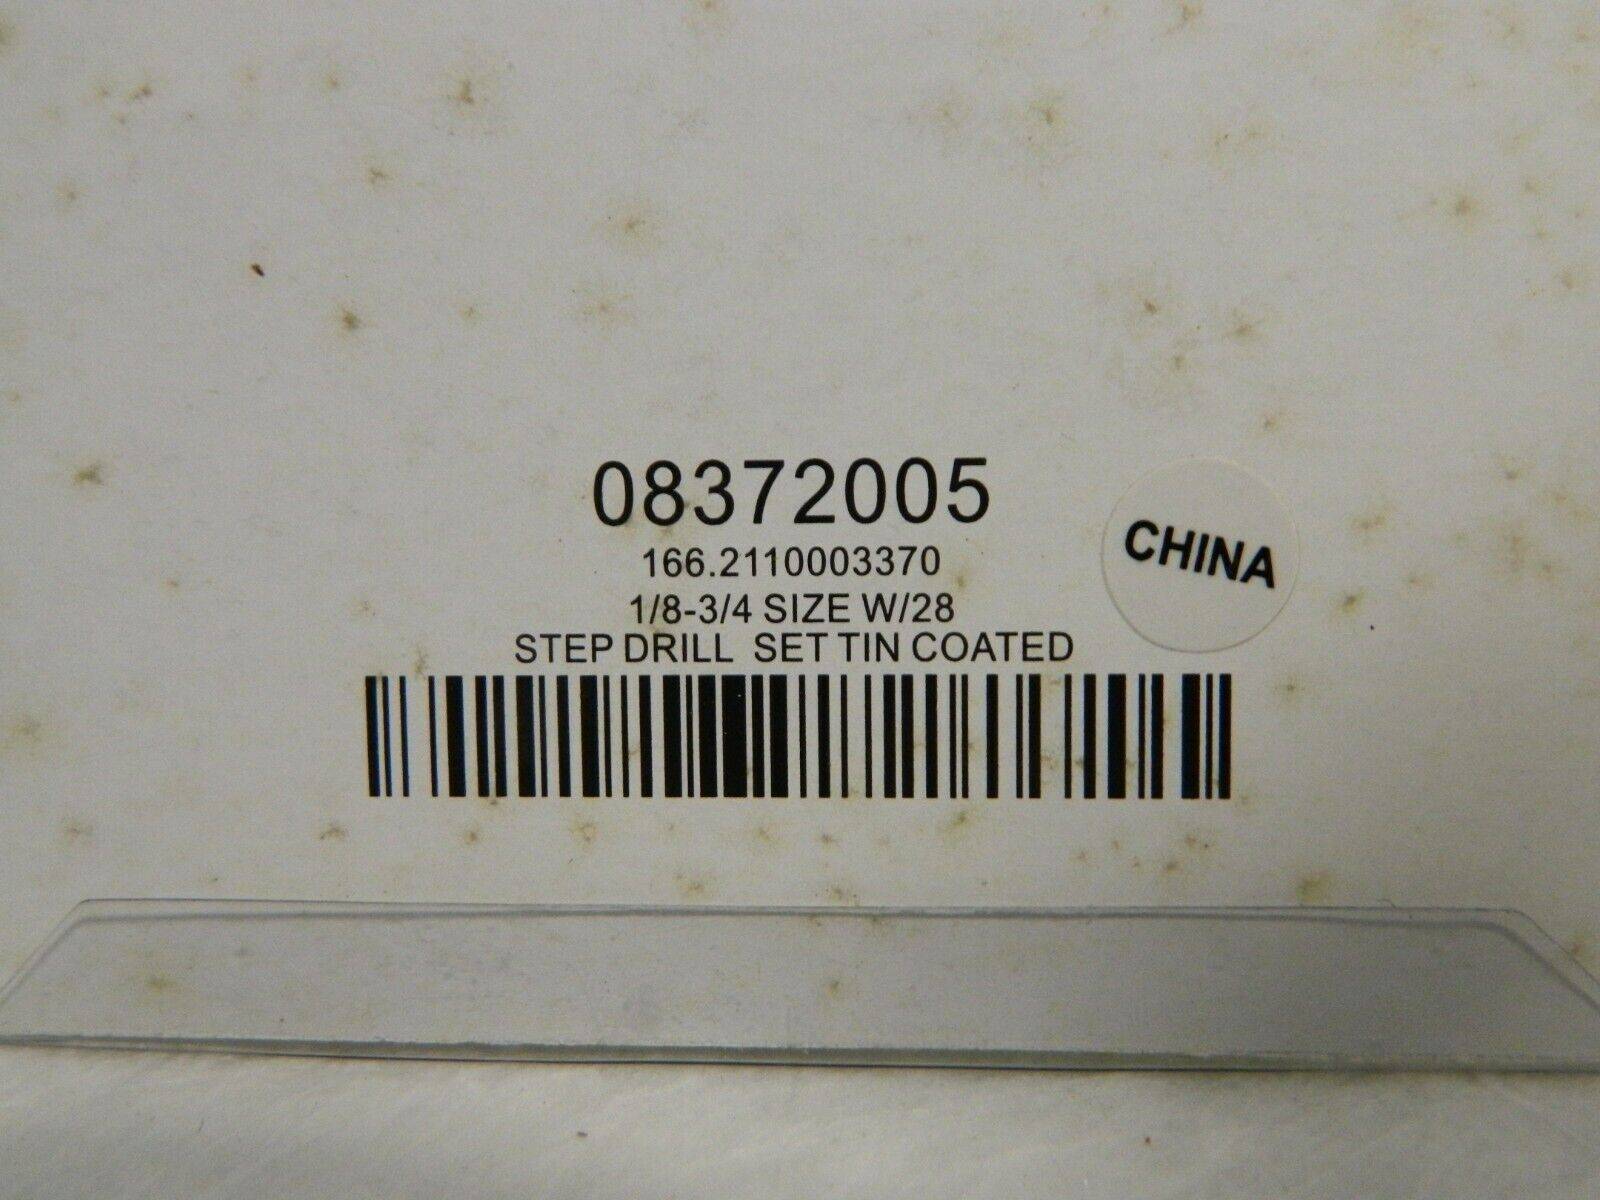 08372005
166.2110003370
1/8-3/4 SIZE W/28
STEP DRILL SET TIN COATED
CHINA